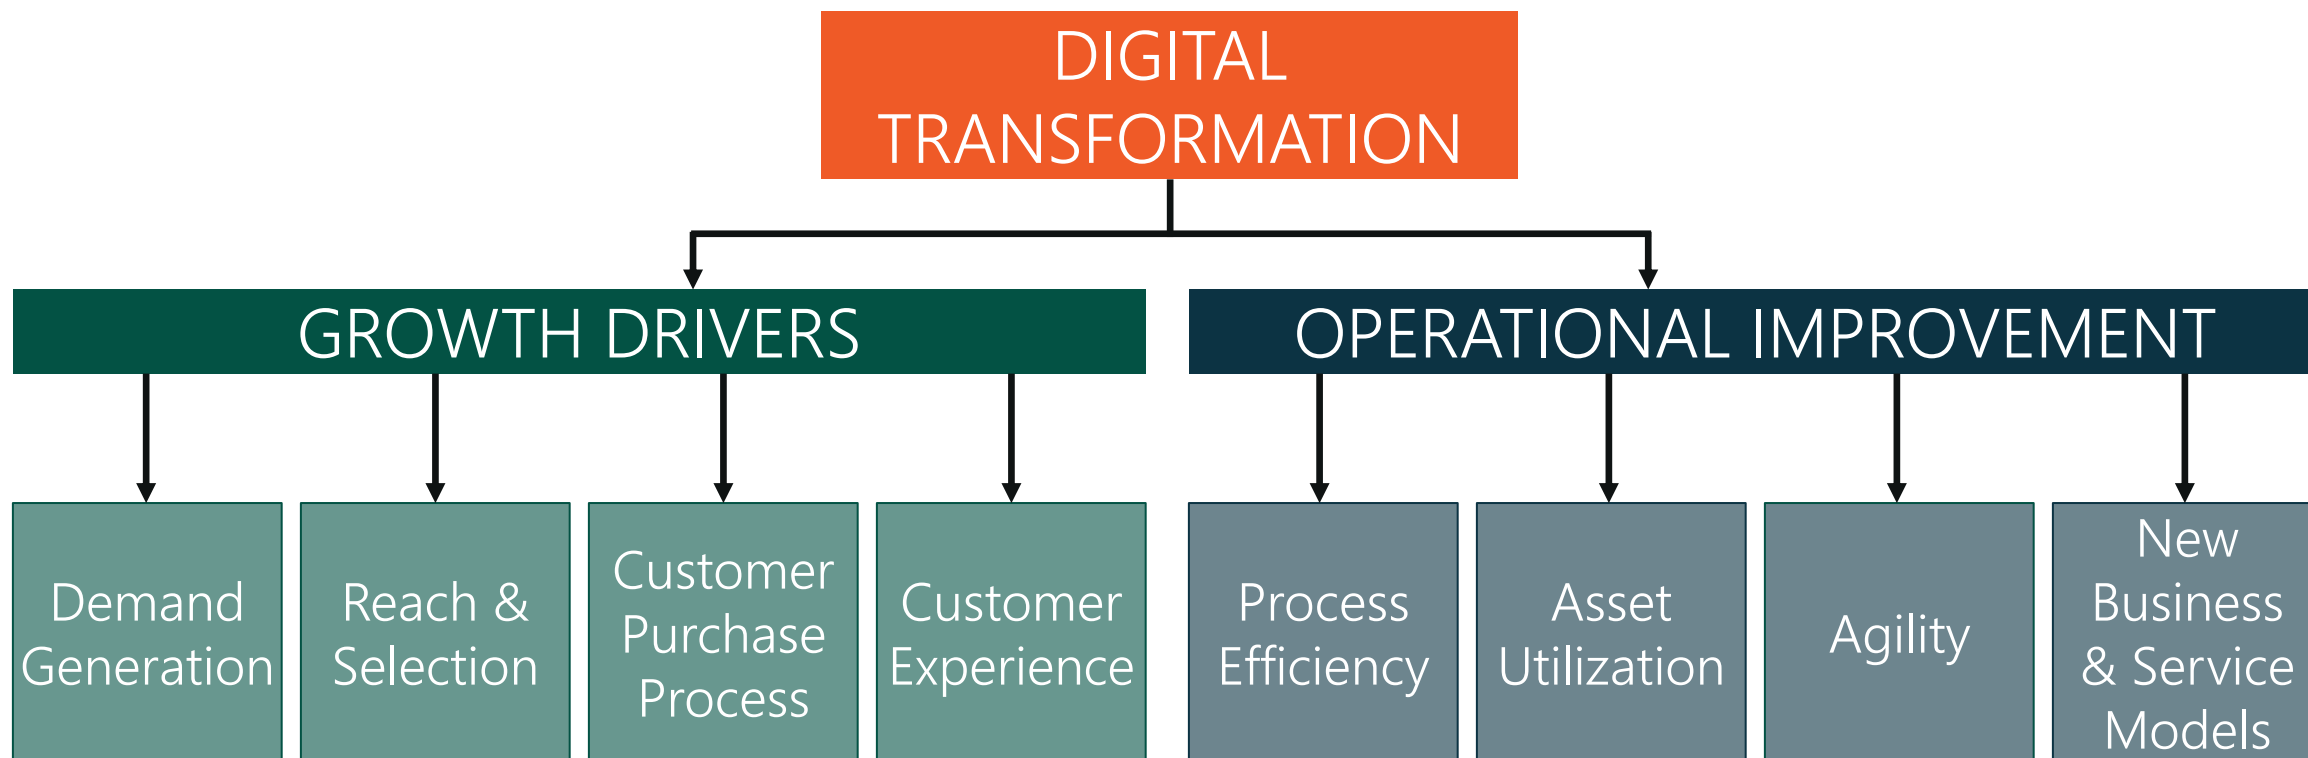 DIGITAL
TRANSFORMATION
GROWTH DRIVERS
OPERATIONAL IMPROVEMENT
Demand
Generation
Reach &
Selection
Customer
Purchase
Process
Customer
Experience
Process
Efficiency
Asset
Utilization
Agility
New
Business
& Service
Models